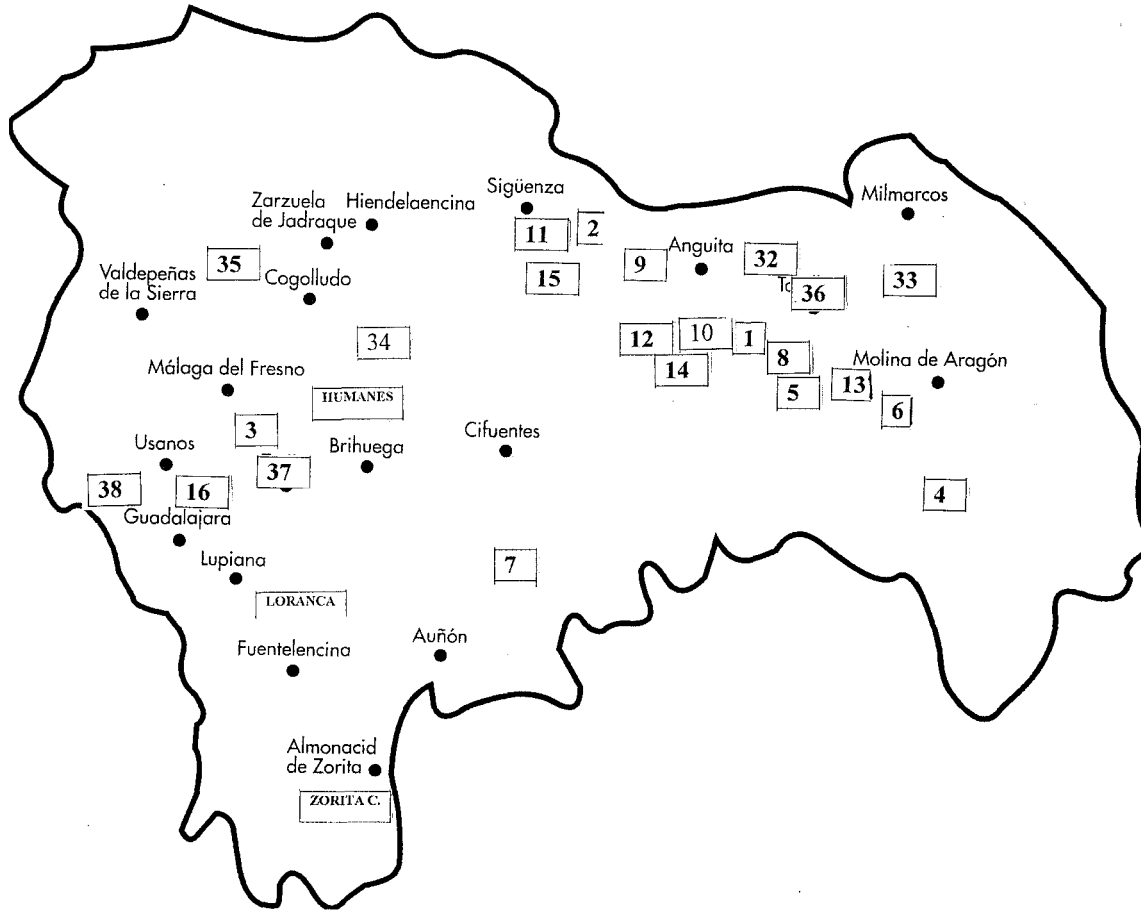 Milmarcos
Sigüenza
Zarzuela
de Jadraque
Hiendelaencina
11
2
Anguita
32
9
35
15
36
33
Valdepeñas
de la Sierra
Cogolludo
34
12
10
1
8
14
Molina de Aragón
5
13
6
Málaga del Fresno
HUMANES
3
Usanos
Brihuega
Cifuentes
37
38
16
4
Guadalajara
Lupiana
7
LORANCA
Fuentelencina
Auñón
Almonacid
de Zorita
ZORITA C.